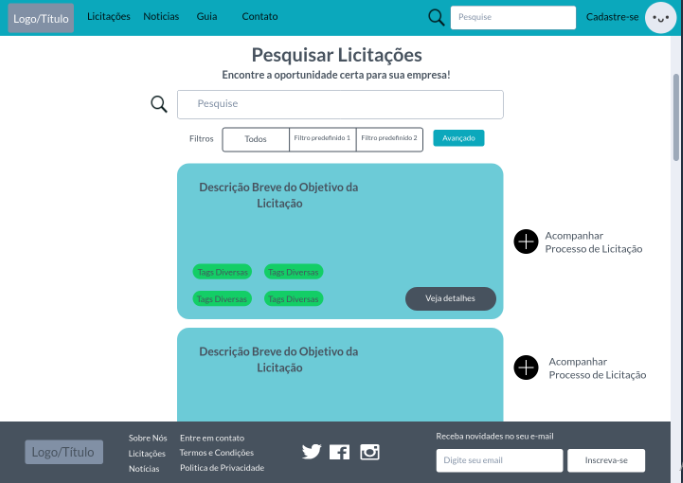 Logo/Título Licitações Noticias Guia Contato Pesquise Cadastre-se
Pesquisar Licitações
Encontre a oportunidade certa para sua empresa!
Pesquise
Filtros Todos Filtro predefinido 1 Filtro predefinido 2 Avançado
Descrição Breve do Objetivo da
Licitação
Acompanhar
Processo de Licitação
Tags Diversas Tags Diversas
Tags Diversas Tags Diversas Veja detalhes
Descrição Breve do Objetivo da
Licitação
Acompanhar
Processo de Licitação
Logo/Título
Sobre Nós
Licitações
Noticias
Entre em contato
Termos e Condições
Politica de Privacidade
Receba novidades no seu e-mail
Digite seu email Inscreva-se